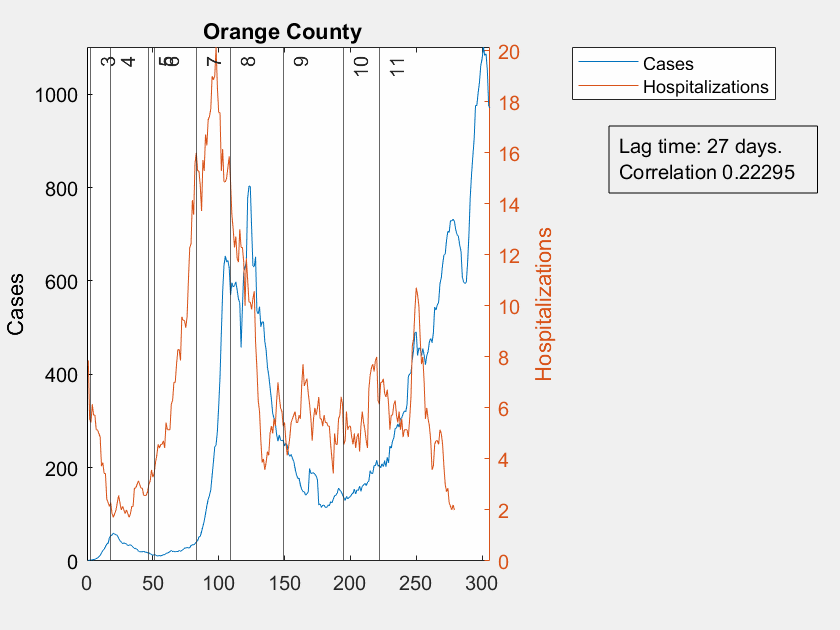 Orange County
Cases
Hospitalizations
Lag time: 27 days.
Correlation 0.22295
3 4 5 6 7 8 9 10 11
1000
800
600
400
200
0
Cases
20
18
16
14
12
10
8
6
4
2
0
Hospitalizations
0 50 100 150 200 250 300